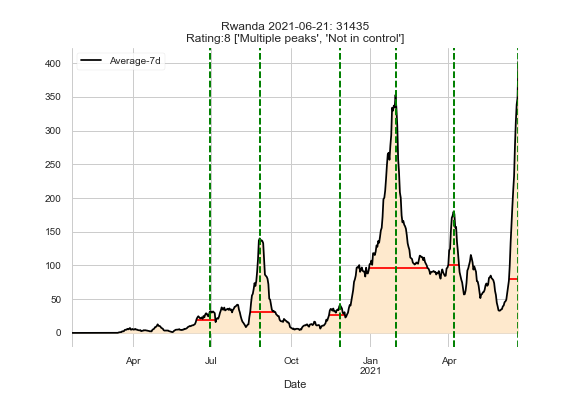 Rwanda 2021-06-21: 31435
Rating:8 ['Multiple peaks', 'Not in control']
Average-7d
400
350
300
250
200
150
100
50
0
Apr
Jul
Oct
Jan
2021
Apr
Date